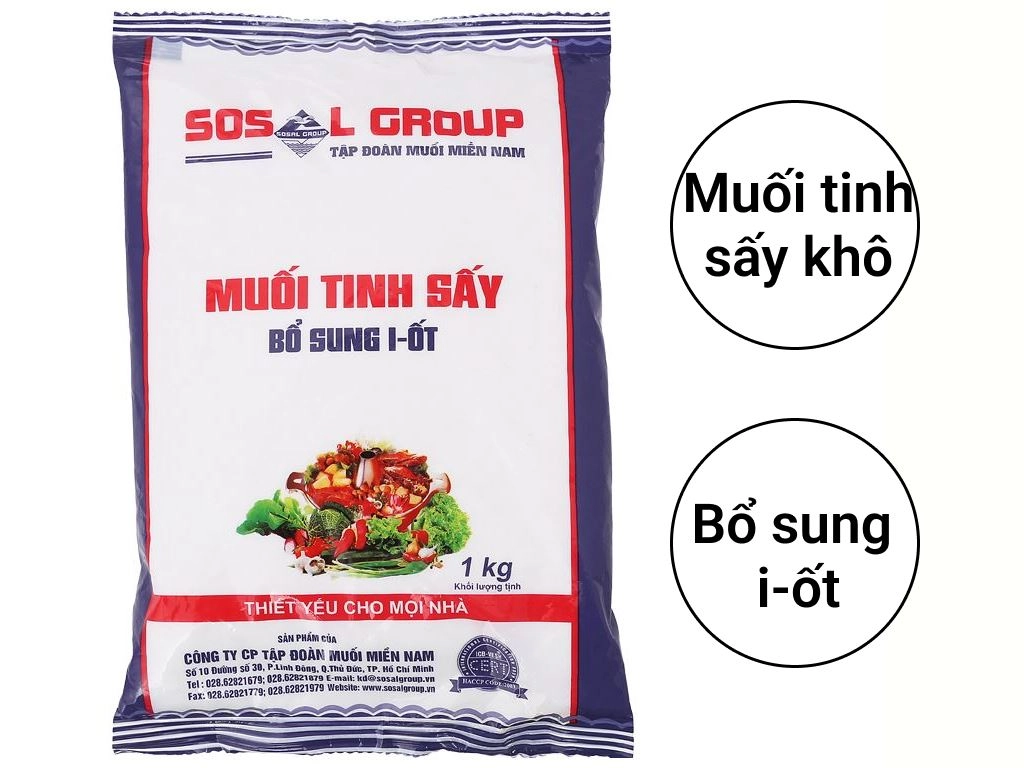 SOSAL GROUP
SOSAL GROUP
TẬP ĐOÀN MUỐI MIỀN NAM
MUỐI TINH SẤY
BỔ SUNG I-ỐT
1 kg
Khối lượng tịnh
THIẾT YẾU CHO MỌI NHÀ
SẢN PHẨM CỦA
CÔNG TY CP TẬP ĐOÀN MUỐI MIỀN NAM
Số 10 Đường số 30, P.Linh Đông, Q.Thủ Đức, TP. Hồ Chí Minh
Tel : 028.62821679; 028.62821879 E-mail: kd@sosalgroup.vn
Fax: 028.62821779; 028.62821979 Website: www.sosalgroup.vn
CERT
HACCP CODE:2003
Muối tinh
sấy khô
Bổ sung
i-ốt